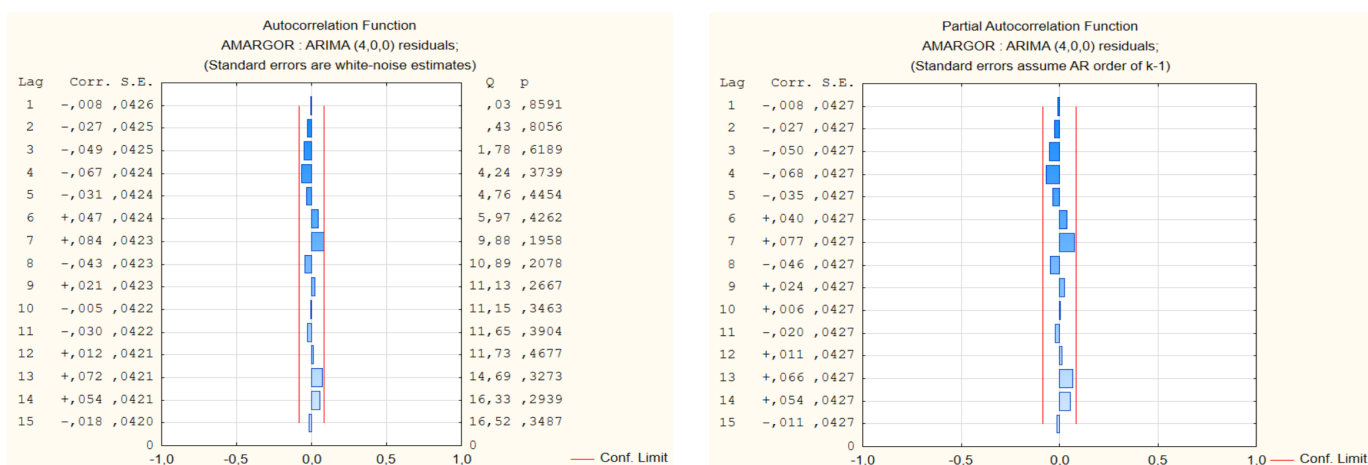 Autocorrelation Function
AMARGOR : ARIMA (4,0,0) residuals;
(Standard errors are white-noise estimates)
Lag Corr. S.E. Q p
1 -,008 ,0426 ,03 ,8591
2 -,027 ,0425 ,43 ,8056
3 -,049 ,0425 1,78 ,6189
4 -,067 ,0424 4,24 ,3739
5 -,031 ,0424 4,76 ,4454
6 +,047 ,0424 5,97 ,4262
7 +,084 ,0423 9,88 ,1958
8 -,043 ,0423 10,89 ,2078
9 +,021 ,0423 11,13 ,2667
10 -,005 ,0422 11,15 ,3463
11 -,030 ,0422 11,65 ,3904
12 +,012 ,0421 11,73 ,4677
13 +,072 ,0421 14,69 ,3273
14 +,054 ,0421 16,33 ,2939
15 -,018 ,0420 16,52 ,3487
0 0
-1,0 -0,5 0,0 0,5 1,0 Conf. Limit
Partial Autocorrelation Function
AMARGOR : ARIMA (4,0,0) residuals;
(Standard errors assume AR order of k-1)
Lag Corr. S.E.
1 -,008 ,0427
2 -,027 ,0427
3 -,050 ,0427
4 -,068 ,0427
5 -,035 ,0427
6 +,040 ,0427
7 +,077 ,0427
8 -,046 ,0427
9 +,024 ,0427
10 +,006 ,0427
11 -,020 ,0427
12 +,011 ,0427
13 +,066 ,0427
14 +,054 ,0427
15 -,011 ,0427
0
-1,0 -0,5 0,0 0,5 1,0 Conf. Limit